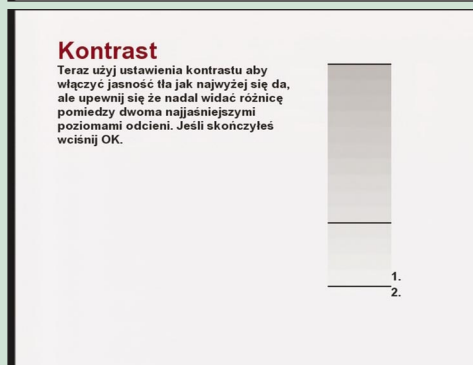 Kontrast
Teraz użyj ustawienia kontrastu aby
włączyć jasność tła jak najwyżej się da,
ale upewnij się że nadal widać różnicę
pomiedzy dwoma najjaśniejszymi
poziomami odcieni. Jeśli skończyłeś
wciśnij OK.
1.
2.